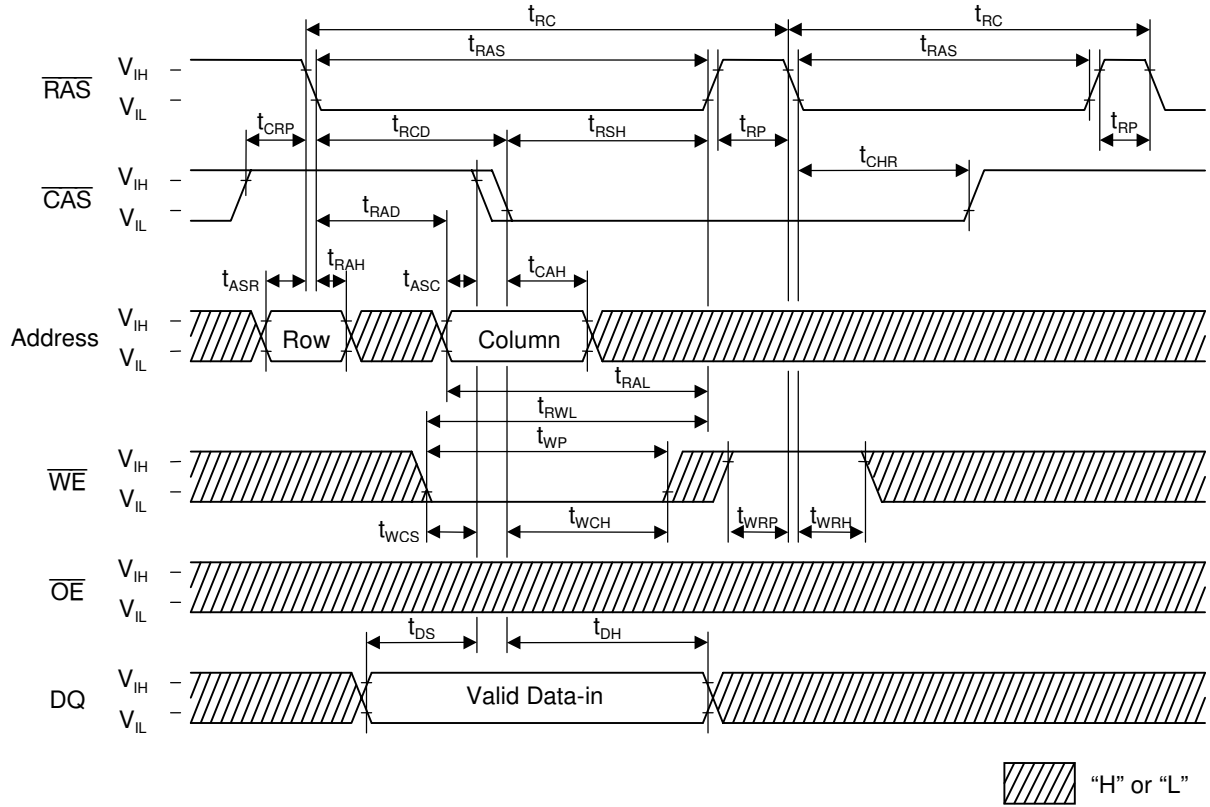 tRC tRC
tRAS tRAS
RAS VIH
VIL
tCRP tRCD tRSH tRP tCHR tRP
CAS VIH
VIL
tRAD
tASR tRAH tASC tCAH
Address VIH Row Column
VIL
tRAL
tRWL
tWP
WE VIH
VIL
tWCS tWCH tWRP tWRH
OE VIH
VIL
tDS tDH
DQ VIH Valid Data-in
VIL
“H” or “L”